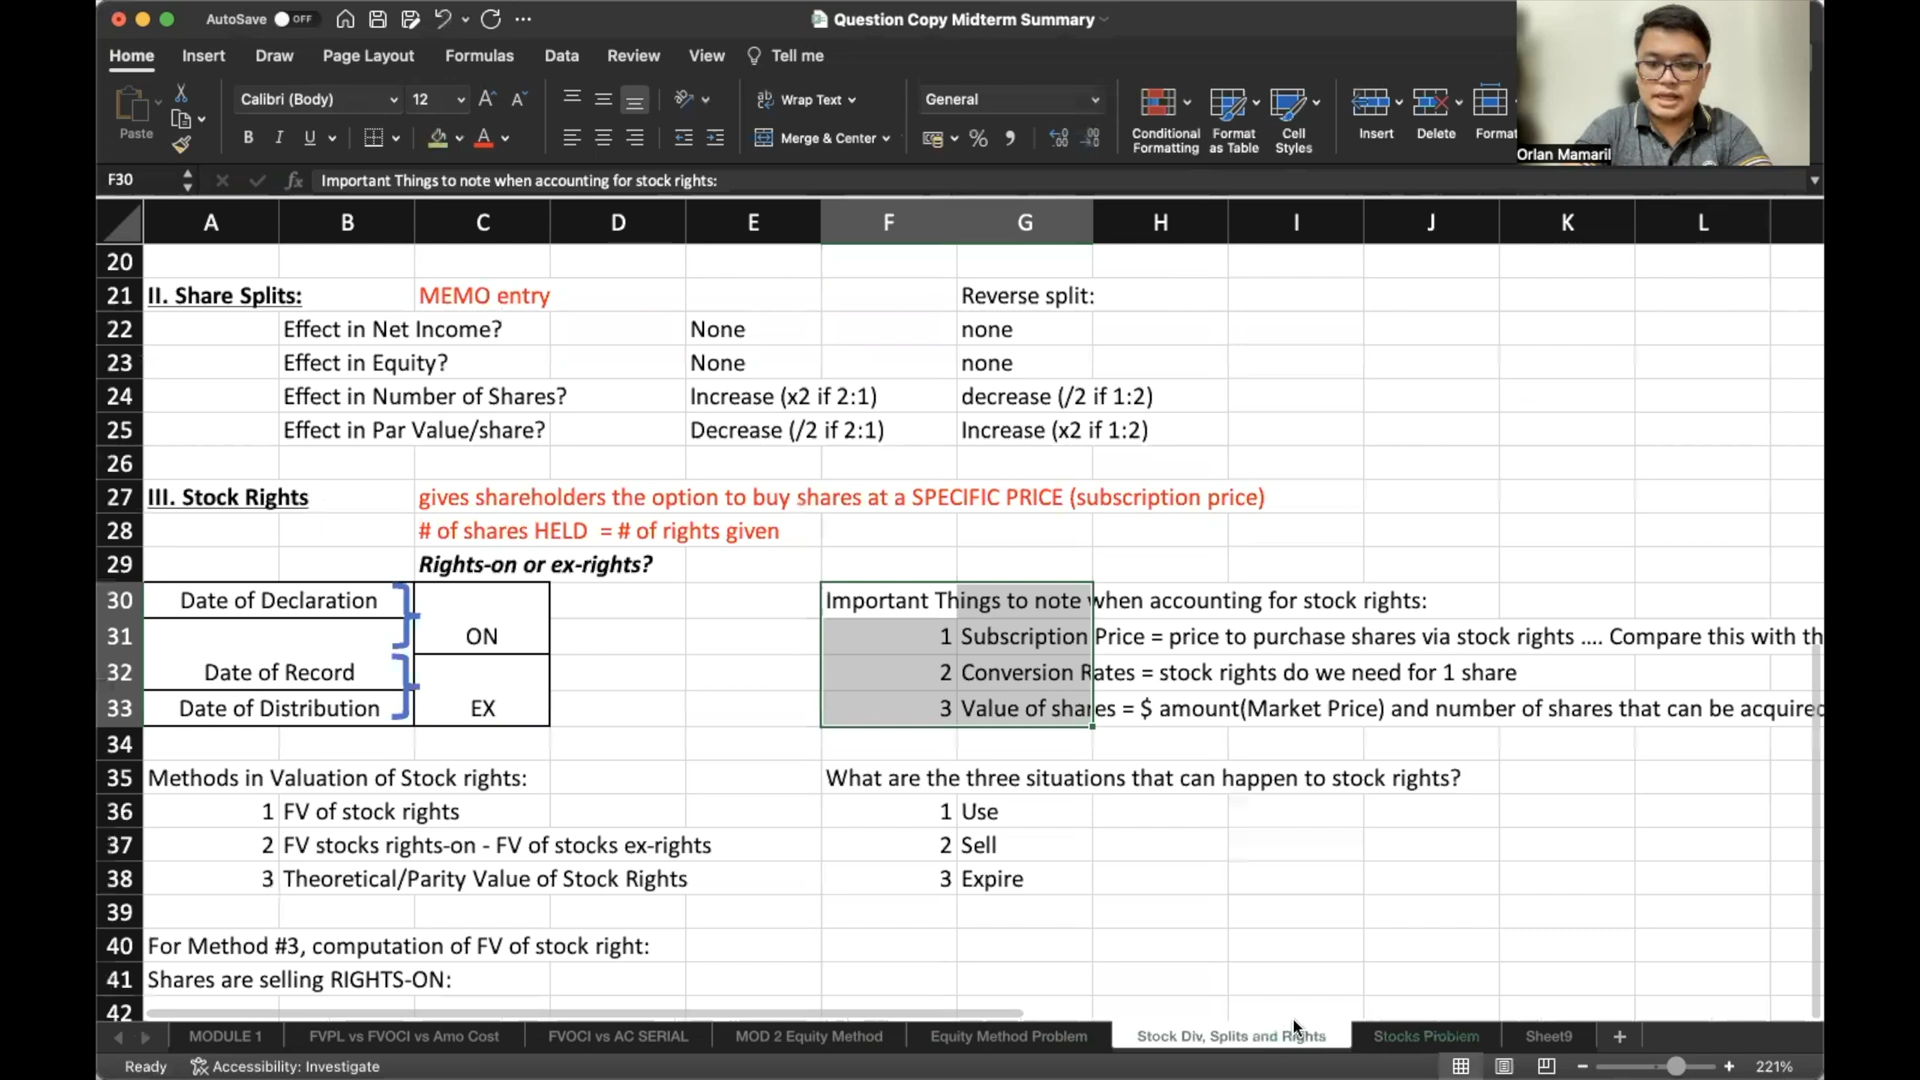 AutoSave OFF ... Question Copy Midterm Summary
Home Insert Draw Page Layout Formulas Data Review View Tell me
Calibri (Body) 12 Wrap Text General
Paste B I U Merge & Center % Conditional Formatting Format as Table Cell Styles Insert Delete Format
Orlan Mamaril
F30 fx Important Things to note when accounting for stock rights:
A B C D E F G H I J K L
20
21 II. Share Splits: MEMO entry Reverse split:
22 Effect in Net Income? None none
23 Effect in Equity? None none
24 Effect in Number of Shares? Increase (x2 if 2:1) decrease (/2 if 1:2)
25 Effect in Par Value/share? Decrease (/2 if 2:1) Increase (x2 if 1:2)
26
27 III. Stock Rights gives shareholders the option to buy shares at a SPECIFIC PRICE (subscription price)
28 # of shares HELD = # of rights given
29 Rights-on or ex-rights?
30 Date of Declaration Important Things to note when accounting for stock rights:
31 ON 1 Subscription Price = price to purchase shares via stock rights .... Compare this with th
32 Date of Record 2 Conversion Rates = stock rights do we need for 1 share
33 Date of Distribution EX 3 Value of shares = $ amount(Market Price) and number of shares that can be acquired
34
35 Methods in Valuation of Stock rights: What are the three situations that can happen to stock rights?
36 1 FV of stock rights 1 Use
37 2 FV stocks rights-on - FV of stocks ex-rights 2 Sell
38 3 Theoretical/Parity Value of Stock Rights 3 Expire
39
40 For Method #3, computation of FV of stock right:
41 Shares are selling RIGHTS-ON:
42
MODULE 1 FVPL vs FVOCI vs Amo Cost FVOCI vs AC SERIAL MOD 2 Equity Method Equity Method Problem Stock Div, Splits and Rights Stocks Problem Sheet9 +
Ready Accessibility: Investigate 221%